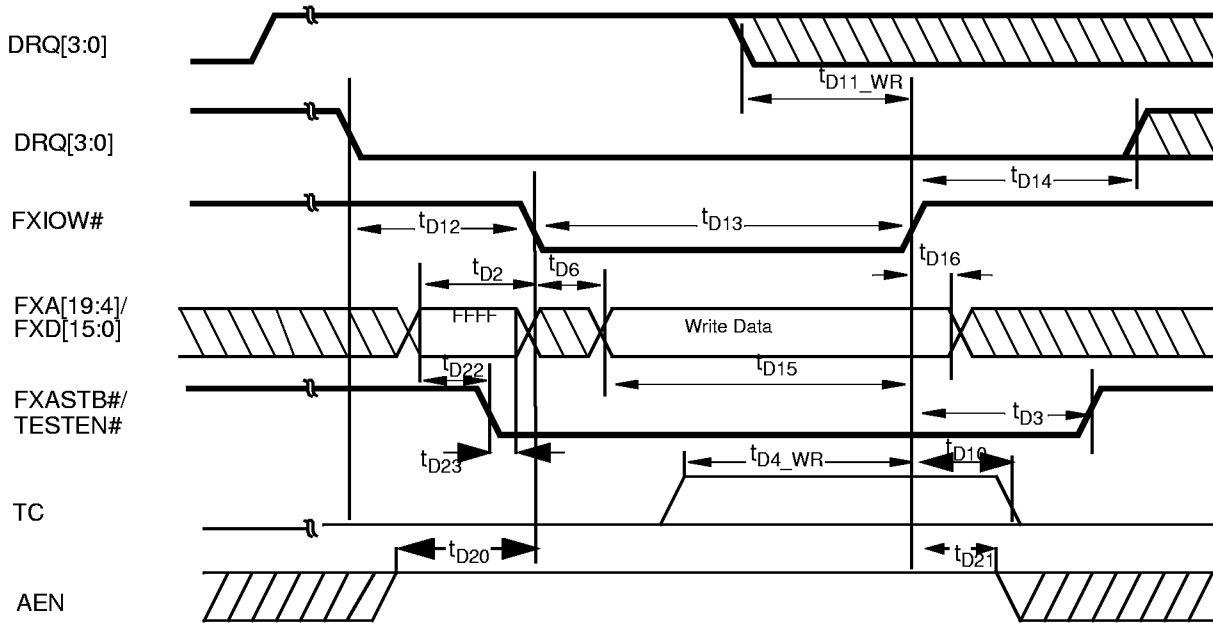 DRQ[3:0]
tD11_WR
DRQ[3:0]
tD14
FXIOW#
tD12
tD13
tD16
tD2
tD6
FXA[19:4]/
FXD[15:0]
FFFF
Write Data
tD22
tD15
FXASTB#/
TESTEN#
tD3
tD23
tD4_WR
tD10
TC
tD20
tD21
AEN